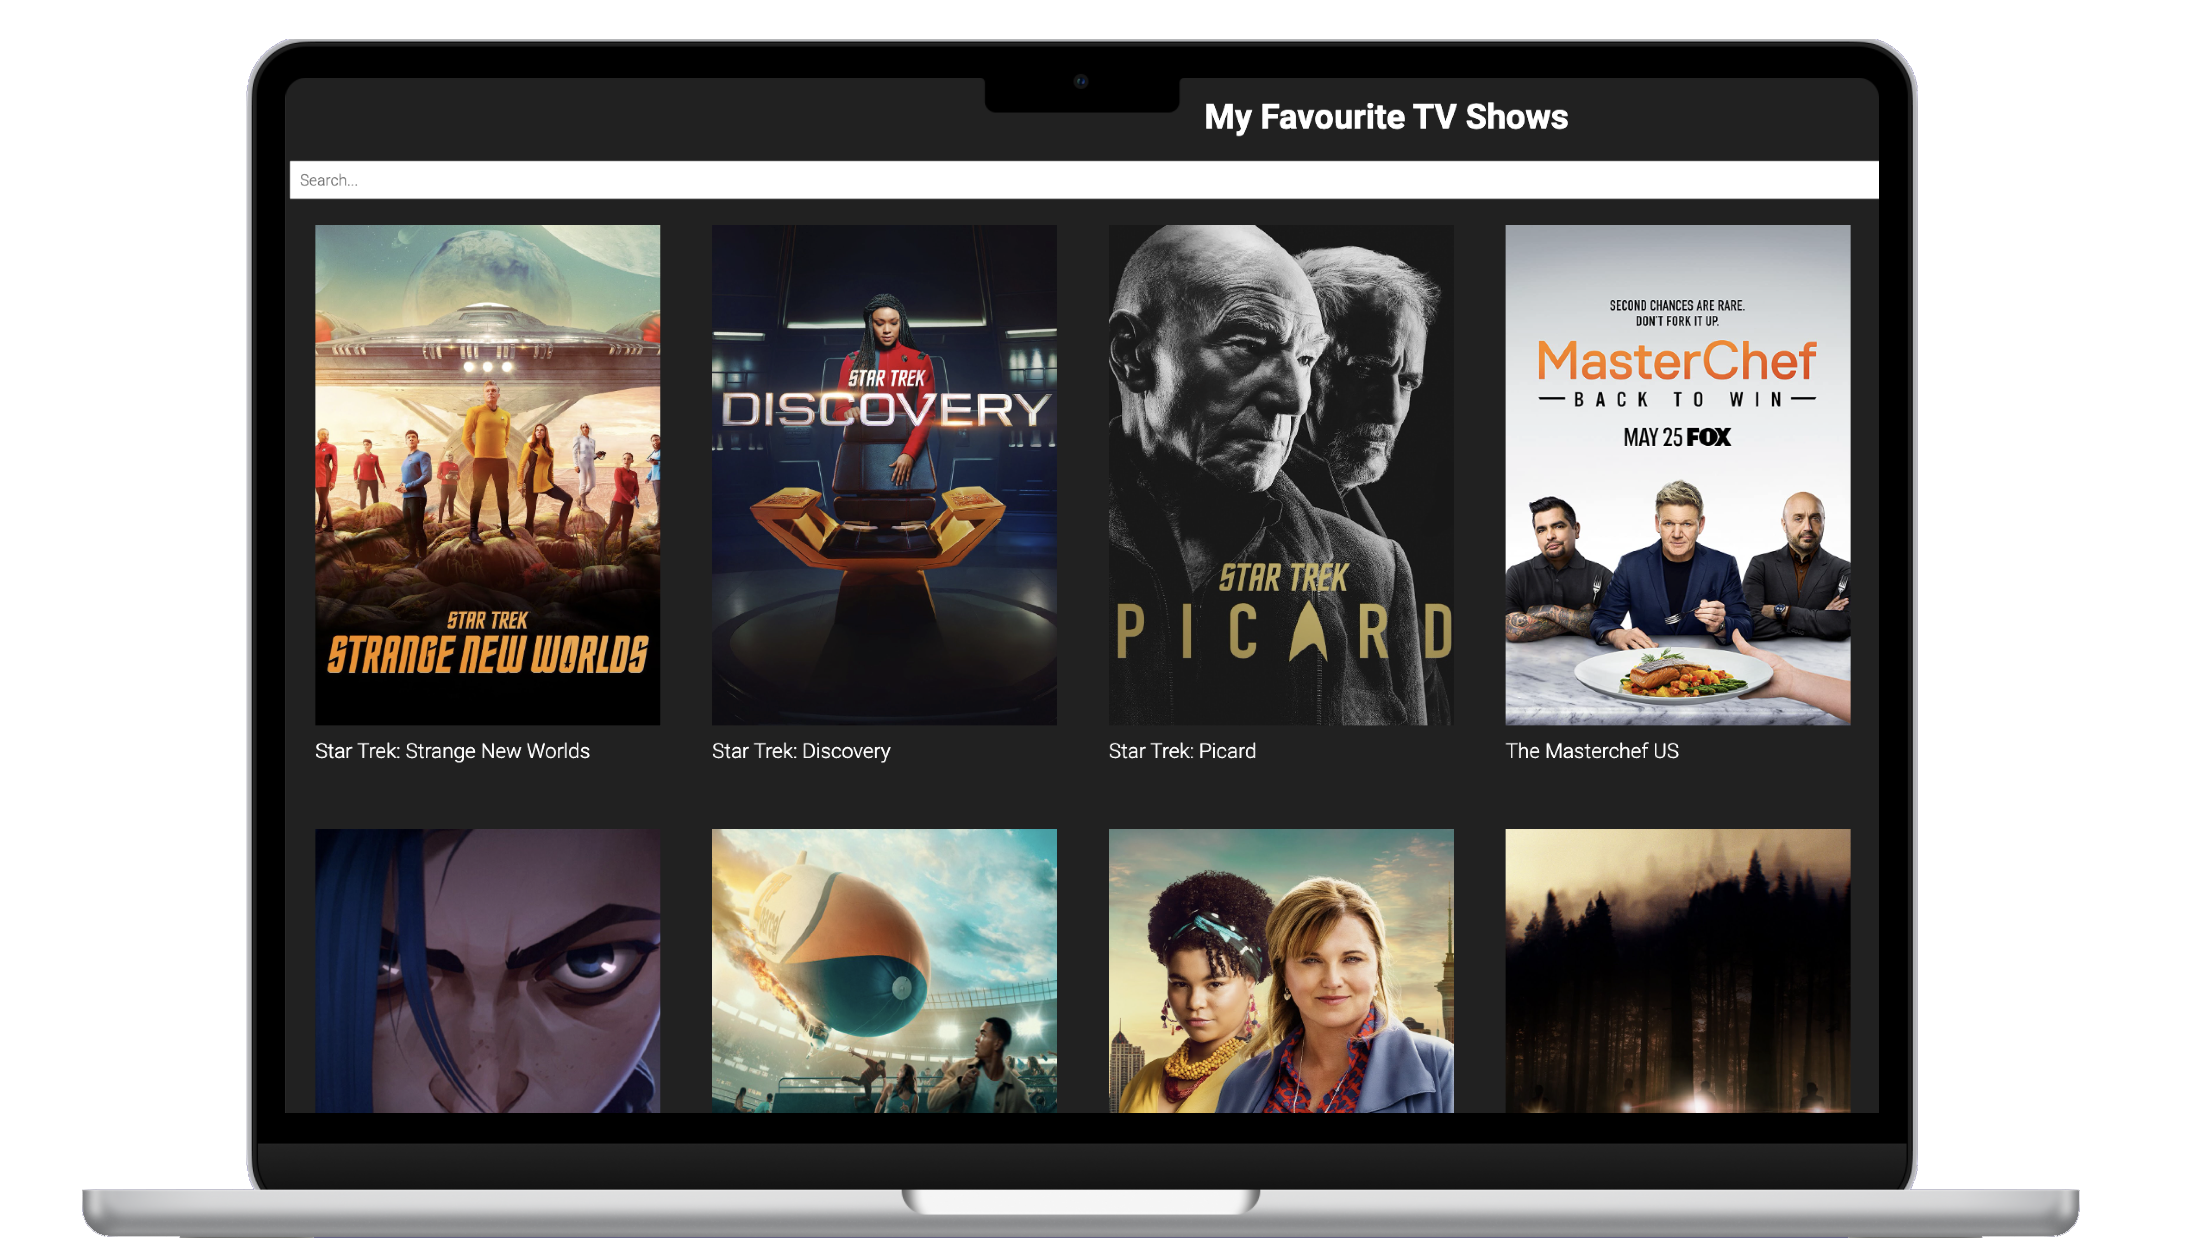 My Favourite TV Shows
Search...
STAR TREK
STRANGE NEW WORLDS
STAR TREK
DISCOVERY
STAR TREK
PICARD
SECOND CHANCES ARE RARE.
DON'T FORK IT UP.
MasterChef
BACK TO WIN
MAY 25 FOX
Star Trek: Strange New Worlds
Star Trek: Discovery
Star Trek: Picard
The Masterchef US